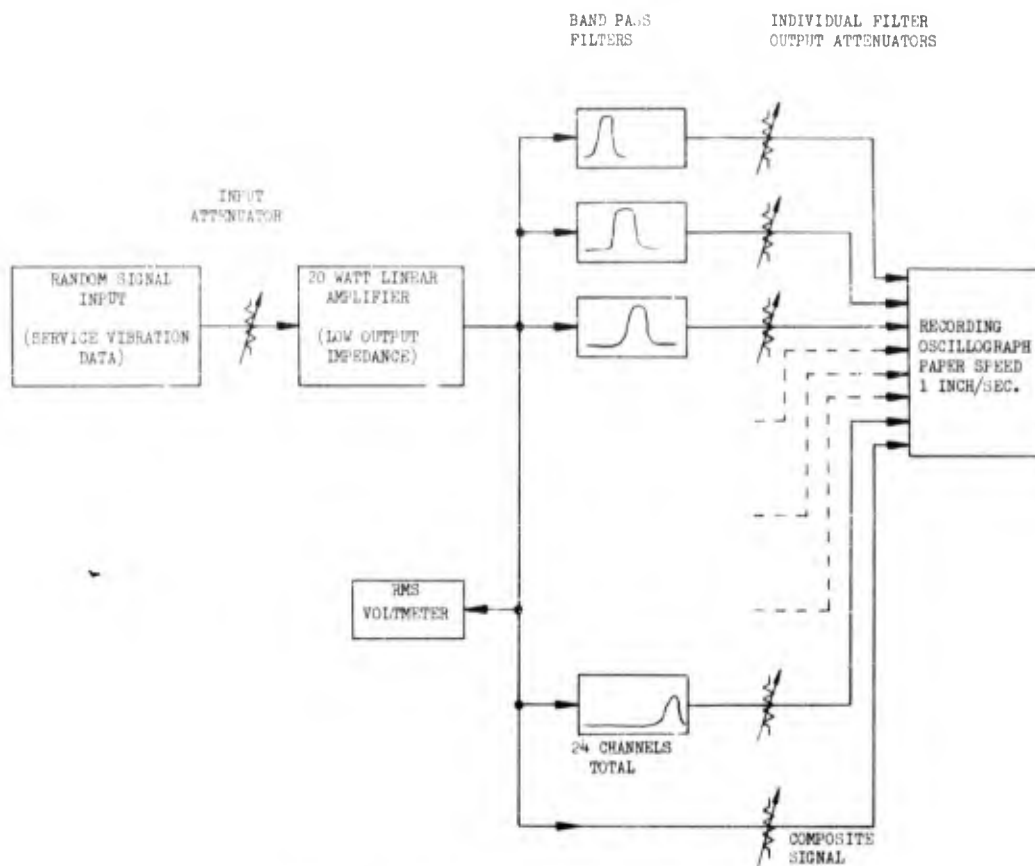 BAND PASS
FILTERS
INDIVIDUAL FILTER
OUTPUT ATTENUATORS
INPUT
ATTENUATOR
RANDOM SIGNAL
INPUT
(SERVICE VIBRATION
DATA)
20 WATT LINEAR
AMPLIFIER
(LOW OUTPUT
IMPEDANCE)
RECORDING
OSCILLOGRAPH
PAPER SPEED
1 INCH/SEC.
RMS
VOLTMETER
24 CHANNELS
TOTAL
COMPOSITE
SIGNAL